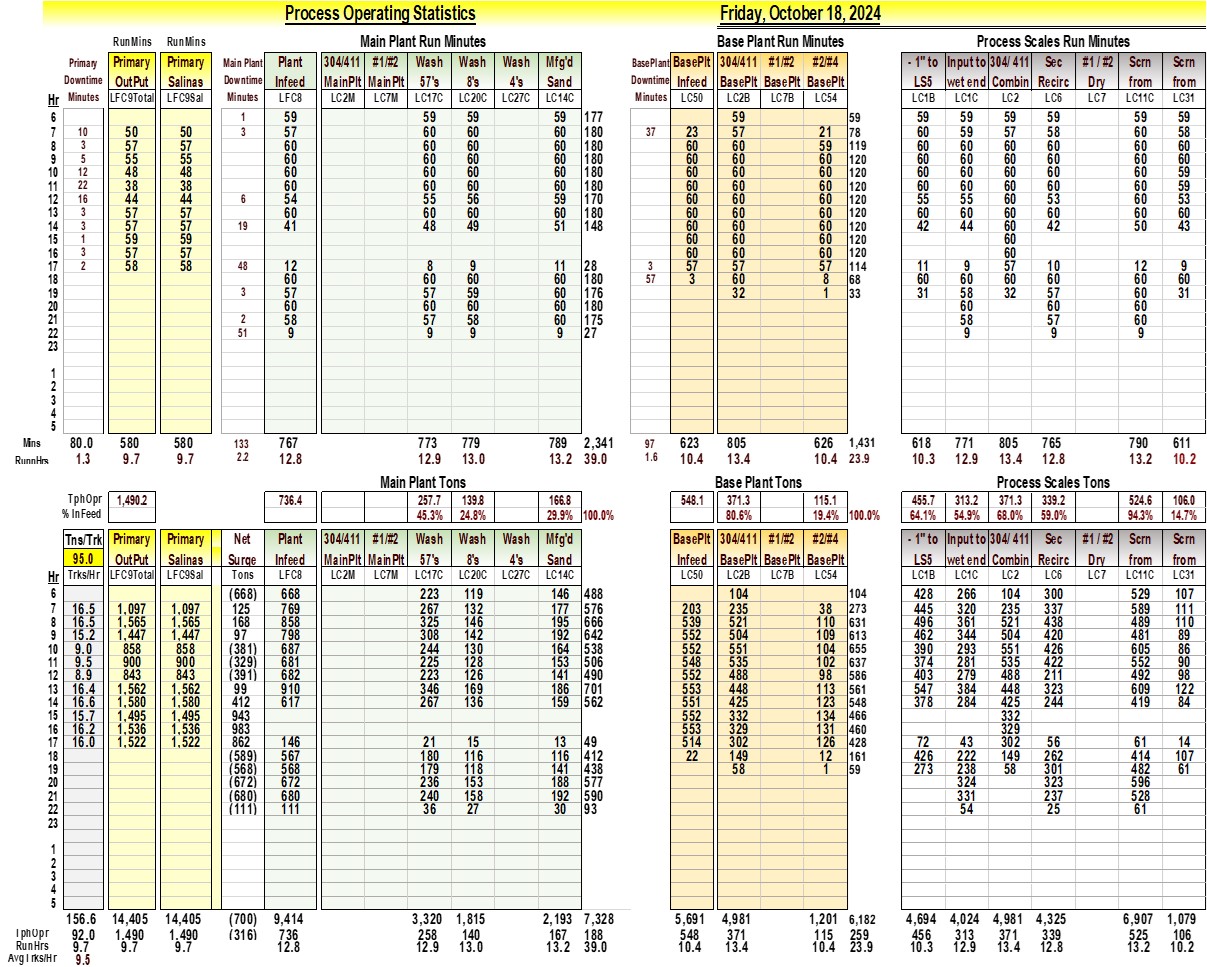 Process Operating Statistics Friday, October 18, 2024
RunMins RunMins Main Plant Run Minutes Base Plant Run Minutes Process Scales Run Minutes
Primary Primary Primary Main Plant Plant 304/411 #1/#2 Wash Wash Wash Mfg'd BasePlant BasePlt 304/411 #1/#2 #2/#4 - 1" to Input to 304/ 411 Sec #1 / #2 Scrn Scrn
Downtime OutPut Salinas Downtime Infeed MainPlt MainPlt 57's 8's 4's Sand Downtime Infeed BasePlt BasePlt BasePlt LS5 wet end Combin Recirc Dry from from
Hr Minutes LFC9Total LFC9Sal Minutes LFC8 LC2M LC7M LC17C LC20C LC27C LC14C Minutes LC50 LC2B LC7B LC54 LC1B LC1C LC2 LC6 LC7 LC11C LC31
6 1 59 59 59 59 177 59 59 59 59 59 59 59 59
7 10 50 50 3 57 60 60 60 180 37 23 57 21 78 60 59 57 58 60 58
8 3 57 57 60 60 60 60 180 60 60 59 119 60 60 60 60 60 60
9 5 55 55 60 60 60 60 180 60 60 60 120 60 60 60 60 60 60
10 12 48 48 60 60 60 60 180 60 60 60 120 60 60 60 60 60 59
11 22 38 38 60 60 60 60 180 60 60 60 120 60 60 60 60 60 59
12 16 44 44 6 54 55 56 59 170 60 60 60 120 55 55 60 53 60 53
13 3 57 57 60 60 60 60 180 60 60 60 120 60 60 60 60 60 60
14 3 57 57 19 41 48 49 51 148 60 60 60 120 42 44 60 42 50 43
15 1 59 59 60 60 60 120 60
16 3 57 57 60 60 60 120 60
17 2 58 58 48 12 8 9 11 28 3 57 57 57 114 11 9 57 10 12 9
18 60 60 60 60 180 57 3 60 8 68 60 60 60 60 60 60
19 3 57 57 59 60 176 32 1 33 31 58 32 57 60 31
20 60 60 60 60 180 60 60 60
21 2 58 57 58 60 175 58 57 60
22 51 9 9 9 9 27 9 9 9
23
1
2
3
4
5
Mins 80.0 580 580 133 767 773 779 789 2,341 97 623 805 626 1,431 618 771 805 765 790 611
RunnHrs 1.3 9.7 9.7 2.2 12.8 12.9 13.0 13.2 39.0 1.6 10.4 13.4 10.4 23.9 10.3 12.9 13.4 12.8 13.2 10.2
Main Plant Tons Base Plant Tons Process Scales Tons
TphOpr 1,490.2 736.4 257.7 139.8 166.8 548.1 371.3 115.1 455.7 313.2 371.3 339.2 524.6 106.0
% InFeed 45.3% 24.8% 29.9% 100.0% 80.6% 19.4% 100.0% 64.1% 54.9% 68.0% 59.0% 94.3% 14.7%
Tns/Trk Primary Primary Net Plant 304/411 #1/#2 Wash Wash Wash Mfg'd BasePlt 304/411 #1/#2 #2/#4 - 1" to Input to 304/ 411 Sec #1 / #2 Scrn Scrn
95.0 OutPut Salinas Surge Infeed MainPlt MainPlt 57's 8's 4's Sand Infeed BasePlt BasePlt BasePlt LS5 wet end Combin Recirc Dry from from
Hr Trks/Hr LFC9Total LFC9Sal Tons LFC8 LC2M LC7M LC17C LC20C LC27C LC14C LC50 LC2B LC7B LC54 LC1B LC1C LC2 LC6 LC7 LC11C LC31
6 (668) 668 223 119 146 488 104 104 428 266 104 300 529 107
7 16.5 1,097 1,097 125 769 267 132 177 576 203 235 38 273 445 320 235 337 589 111
8 16.5 1,565 1,565 168 858 325 146 195 666 539 521 110 631 496 361 521 438 489 110
9 15.2 1,447 1,447 97 798 308 142 192 642 552 504 109 613 462 344 504 420 481 89
10 9.0 858 858 (381) 687 244 130 164 538 552 551 104 655 390 293 551 426 605 86
11 9.5 900 900 (329) 681 225 128 153 506 548 535 102 637 374 281 535 422 552 90
12 8.9 843 843 (391) 682 223 126 141 490 552 488 98 586 403 279 488 211 492 98
13 16.4 1,562 1,562 99 910 346 169 186 701 553 448 113 561 547 384 448 323 609 122
14 16.6 1,580 1,580 412 617 267 136 159 562 551 425 123 548 378 284 425 244 419 84
15 15.7 1,495 1,495 943 552 332 134 466 332
16 16.2 1,536 1,536 983 553 329 131 460 329
17 16.0 1,522 1,522 862 146 21 15 13 49 514 302 126 428 72 43 302 56 61 14
18 (589) 567 180 116 116 412 22 149 12 161 426 222 149 262 414 107
19 (568) 568 179 118 141 438 58 1 59 273 238 58 301 482 61
20 (672) 672 236 153 188 577 324 323 596
21 (680) 680 240 158 192 590 331 237 528
22 (111) 111 36 27 30 93 54 25 61
23
1
2
3
4
5
156.6 14,405 14,405 (700) 9,414 3,320 1,815 2,193 7,328 5,691 4,981 1,201 6,182 4,694 4,024 4,981 4,325 6,907 1,079
TphOpr 92.0 1,490 1,490 (316) 736 258 140 167 188 548 371 115 259 456 313 371 339 525 106
RunHrs 9.7 9.7 9.7 12.8 12.9 13.0 13.2 39.0 10.4 13.4 10.4 23.9 10.3 12.9 13.4 12.8 13.2 10.2
AvgTrks/Hr 9.5